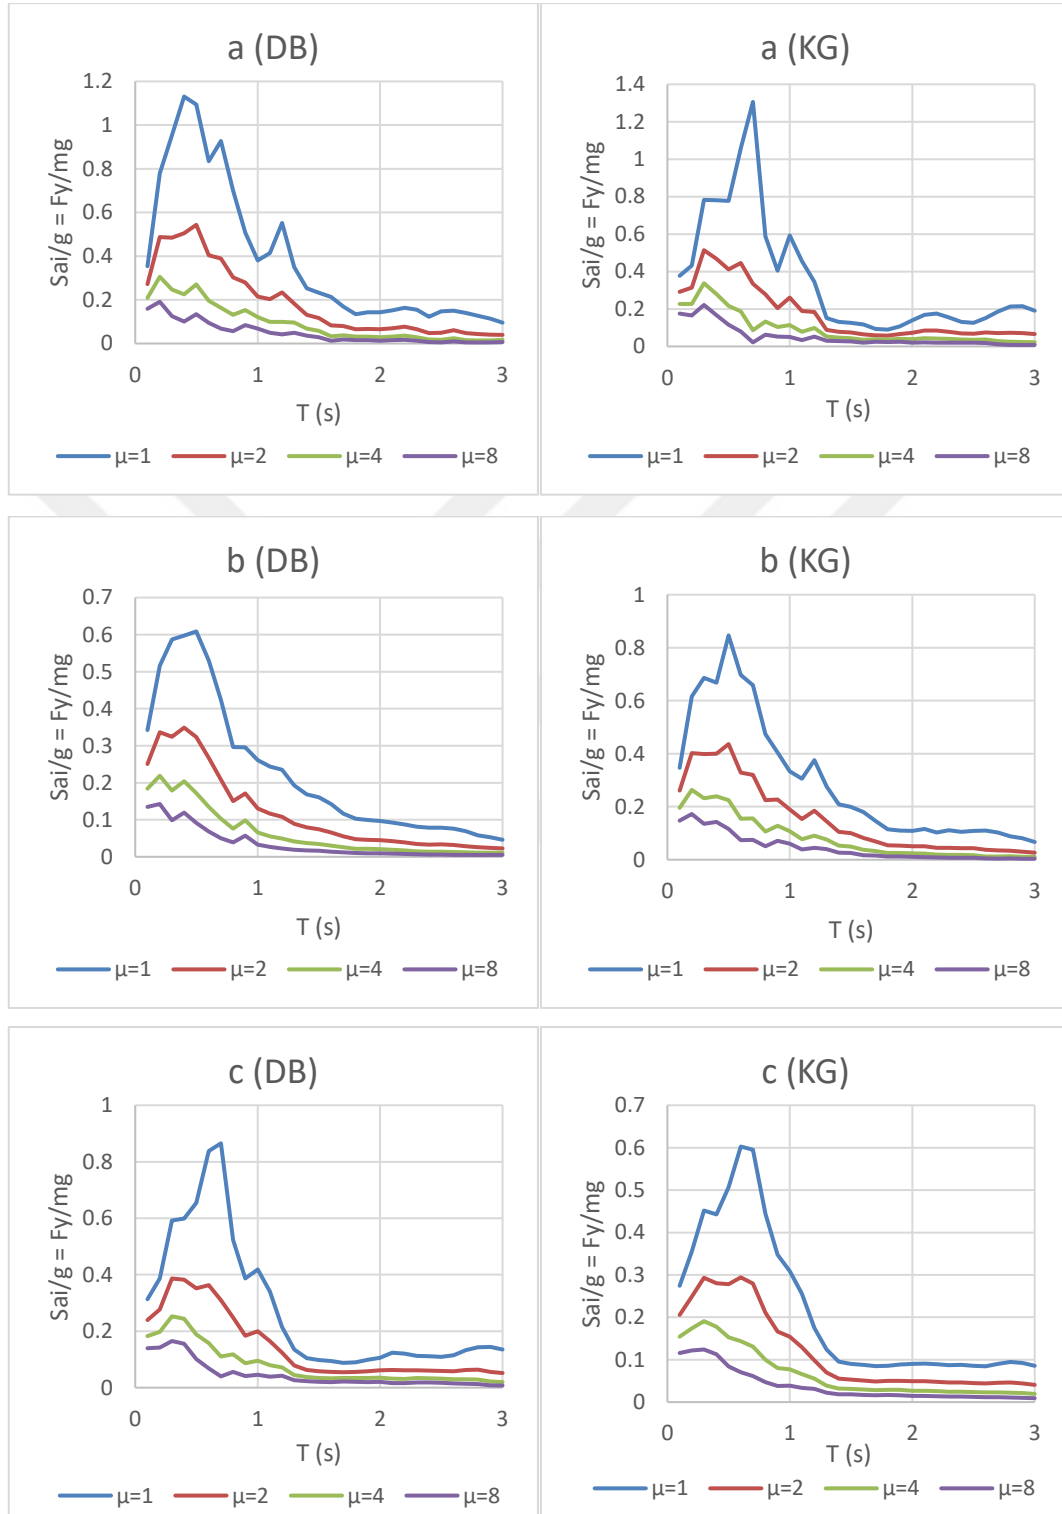 a (DB)
1.2
1
0.8
0.6
0.4
0.2
0
0 1 2 3
Sai/g = Fy/mg
T (s)
µ=1 µ=2 µ=4 µ=8
a (KG)
1.4
1.2
1
0.8
0.6
0.4
0.2
0
0 1 2 3
Sai/g = Fy/mg
T (s)
µ=1 µ=2 µ=4 µ=8
b (DB)
0.7
0.6
0.5
0.4
0.3
0.2
0.1
0
0 1 2 3
Sai/g = Fy/mg
T (s)
µ=1 µ=2 µ=4 µ=8
b (KG)
1
0.8
0.6
0.4
0.2
0
0 1 2 3
Sai/g = Fy/mg
T (s)
µ=1 µ=2 µ=4 µ=8
c (DB)
1
0.8
0.6
0.4
0.2
0
0 1 2 3
Sai/g = Fy/mg
T (s)
µ=1 µ=2 µ=4 µ=8
c (KG)
0.7
0.6
0.5
0.4
0.3
0.2
0.1
0
0 1 2 3
Sai/g = Fy/mg
T (s)
µ=1 µ=2 µ=4 µ=8